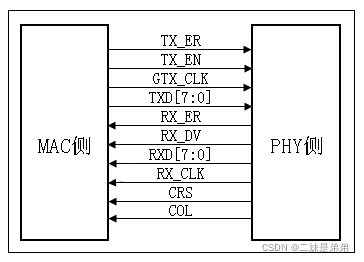 TX_ER
TX_EN
GTX_CLK
TXD[7:0]
RX_ER
RX_DV
MAC侧
RXD[7:0]
PHY侧
RX_CLK
CRS
COL
CSDN @二妹是弟弟